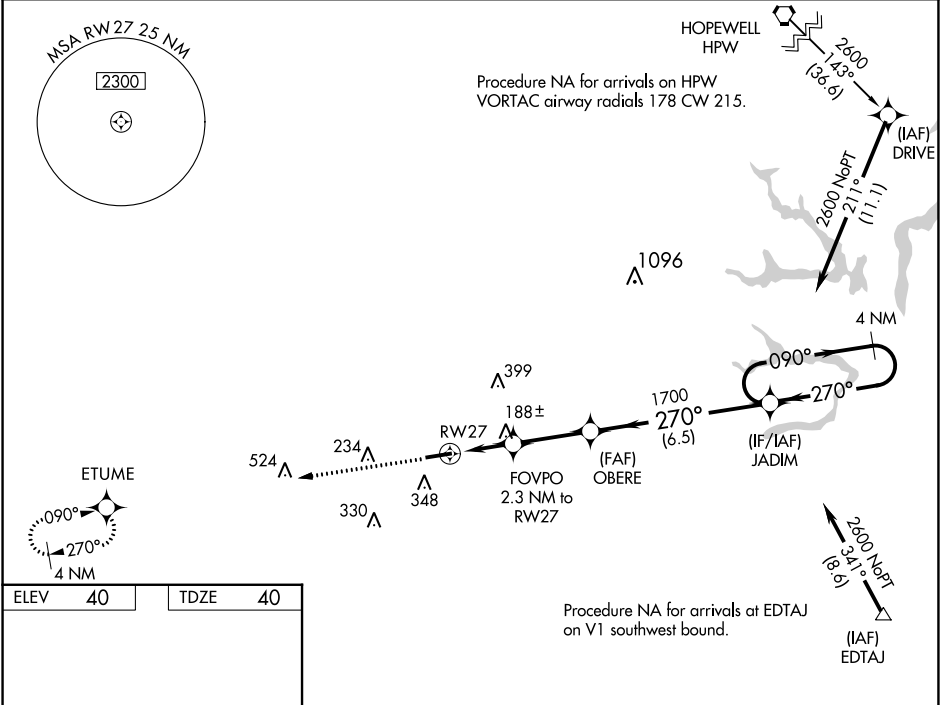 MSA RW27 25 NM
2300
HOPEWELL
HPW
2600
143°
(36.6)
Procedure NA for arrivals on HPW
VORTAC airway radials 178 CW 215.
(IAF)
DRIVE
2600 NoPT
211°
(11.1)
1096
4 NM
090°
270°
399
188±
1700
270°
(6.5)
(IF/IAF)
JADIM
RW27
234
524
(FAF)
OBERE
FOVPO
2.3 NM to
RW27
348
330
ETUME
090°
270°
4 NM
2600 NoPT
341°
(8.6)
ELEV 40
TDZE 40
Procedure NA for arrivals at EDTAJ
on V1 southwest bound.
(IAF)
EDTAJ